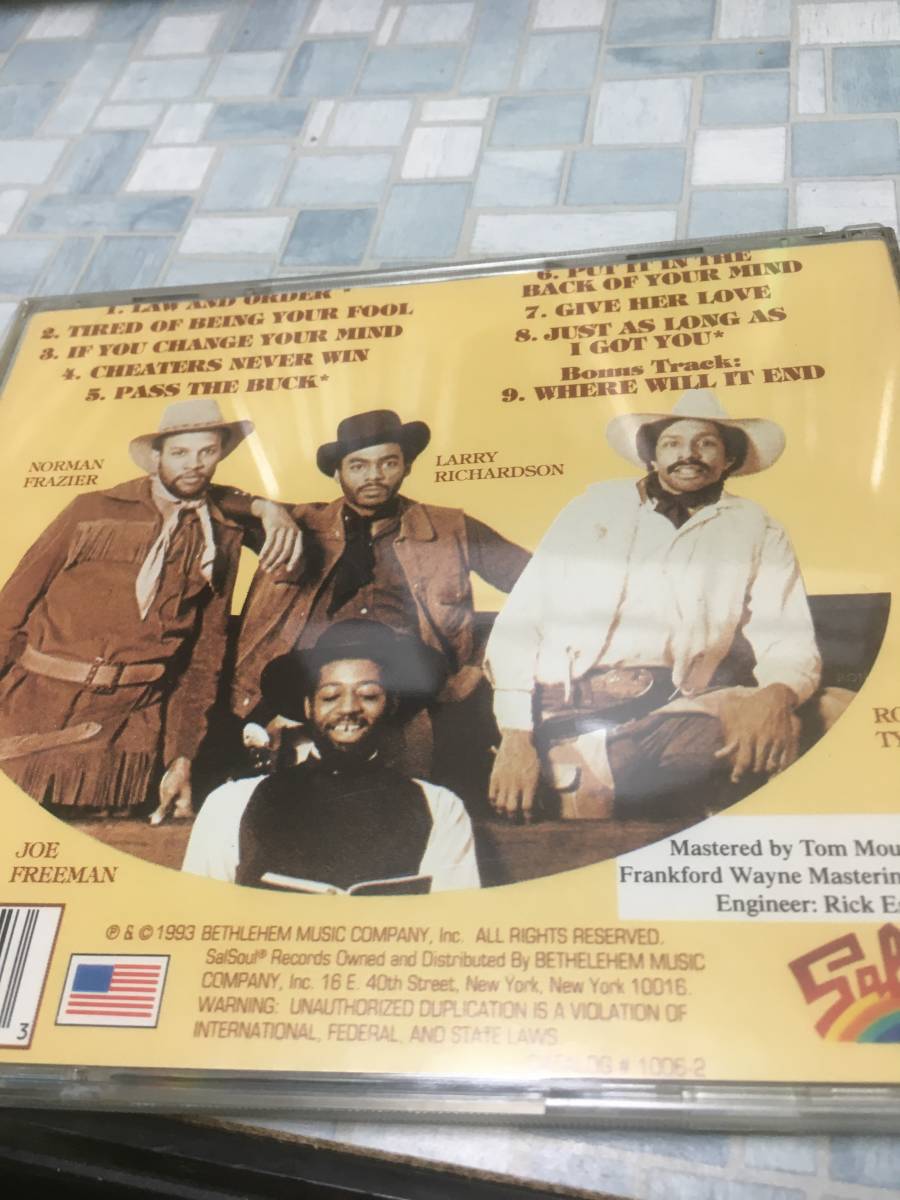 1. LAW AND ORDER *
2. TIRED OF BEING YOUR FOOL
3. IF YOU CHANGE YOUR MIND
4. CHEATERS NEVER WIN
5. PASS THE BUCK*
6. PUT IT IN THE
BACK OF YOUR MIND
7. GIVE HER LOVE
8. JUST AS LONG AS
I GOT YOU*
Bonus Track:
9. WHERE WILL IT END
NORMAN
FRAZIER
LARRY
RICHARDSON
JOE
FREEMAN
Mastered by Tom
Frankford Wayne
Engineer: Rick
℗ & © 1993 BETHLEHEM MUSIC COMPANY, Inc. ALL RIGHTS RESERVED.
SalSoul® Records Owned and Distributed By BETHELEHEM MUSIC
COMPANY, Inc. 16 E. 40th Street, New York, New York 10016.
WARNING: UNAUTHORIZED DUPLICATION IS A VIOLATION OF
INTERNATIONAL, FEDERAL, AND STATE LAWS
# 1006-2
3